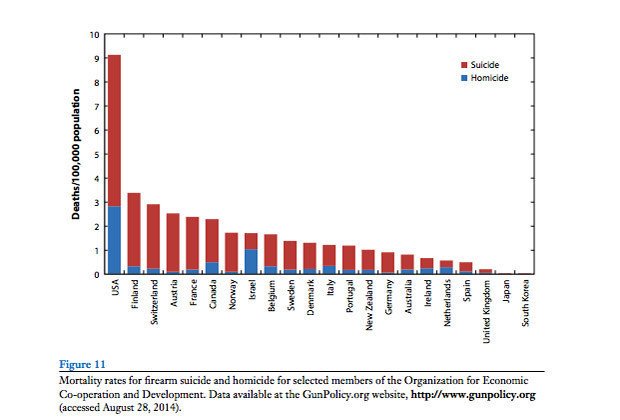 10
9
8
7
6
5
4
3
2
1
0
Deaths/100,000 population
Suicide
Homicide
USA
Finland
Switzerland
Austria
France
Canada
Norway
Israel
Belgium
Sweden
Denmark
Italy
Portugal
New Zealand
Germany
Australia
Ireland
Netherlands
Spain
United Kingdom
Japan
South Korea
Figure 11
Mortality rates for firearm suicide and homicide for selected members of the Organization for Economic
Co-operation and Development. Data available at the GunPolicy.org website, http://www.gunpolicy.org
(accessed August 28, 2014).